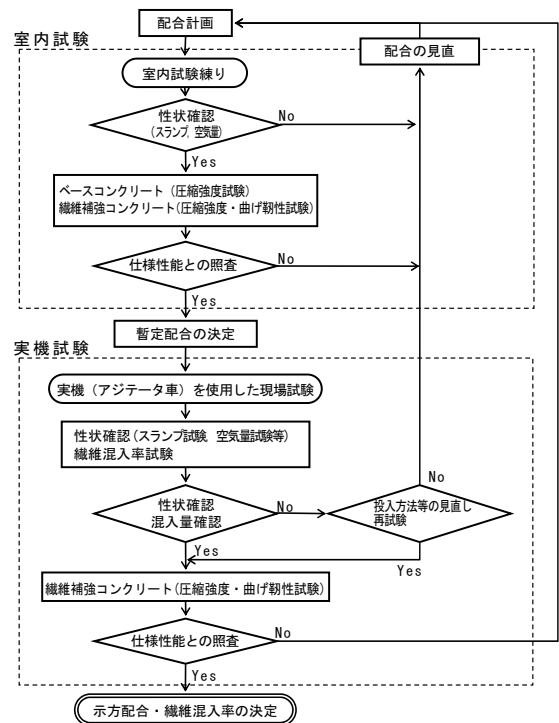 配合計画
室内試験
配合の見直
室内試験練り
性状確認
(スランプ, 空気量)
No
Yes
ベースコンクリート（圧縮強度試験）
繊維補強コンクリート(圧縮強度・曲げ靭性試験)
仕様性能との照査
No
Yes
暫定配合の決定
実機試験
実機（アジテータ車）を使用した現場試験
性状確認(スランプ試験, 空気量試験等)
繊維混入率試験
No
性状確認
混入量確認
No
投入方法等の見直し
再試験
Yes
Yes
繊維補強コンクリート(圧縮強度・曲げ靭性試験)
仕様性能との照査
No
Yes
示方配合・繊維混入率の決定